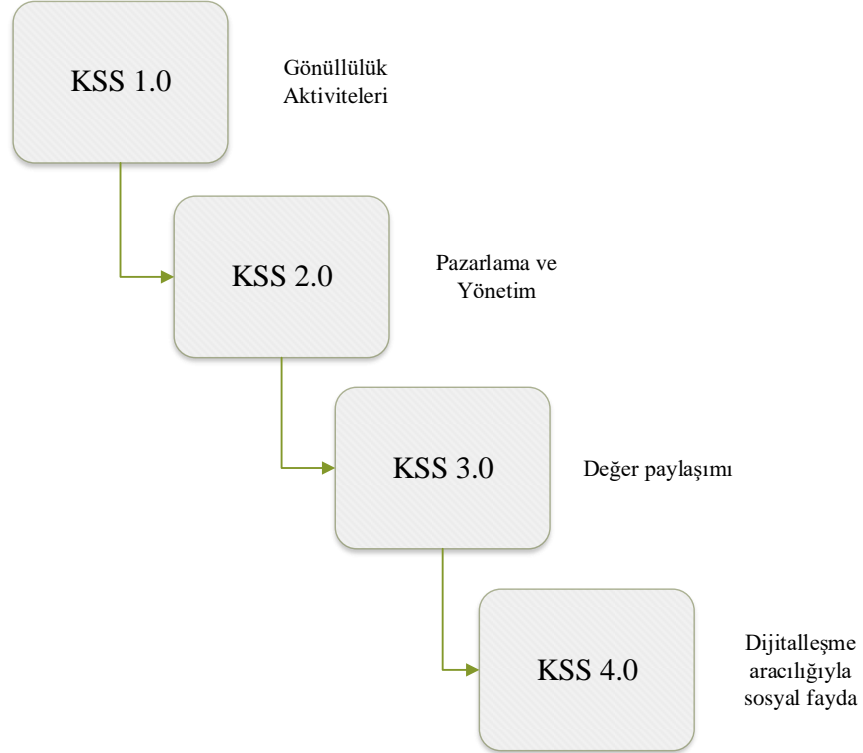 KSS 1.0
Gönüllülük
Aktiviteleri
KSS 2.0
Pazarlama ve
Yönetim
KSS 3.0
Değer paylaşımı
KSS 4.0
Dijitalleşme
aracılığıyla
sosyal fayda